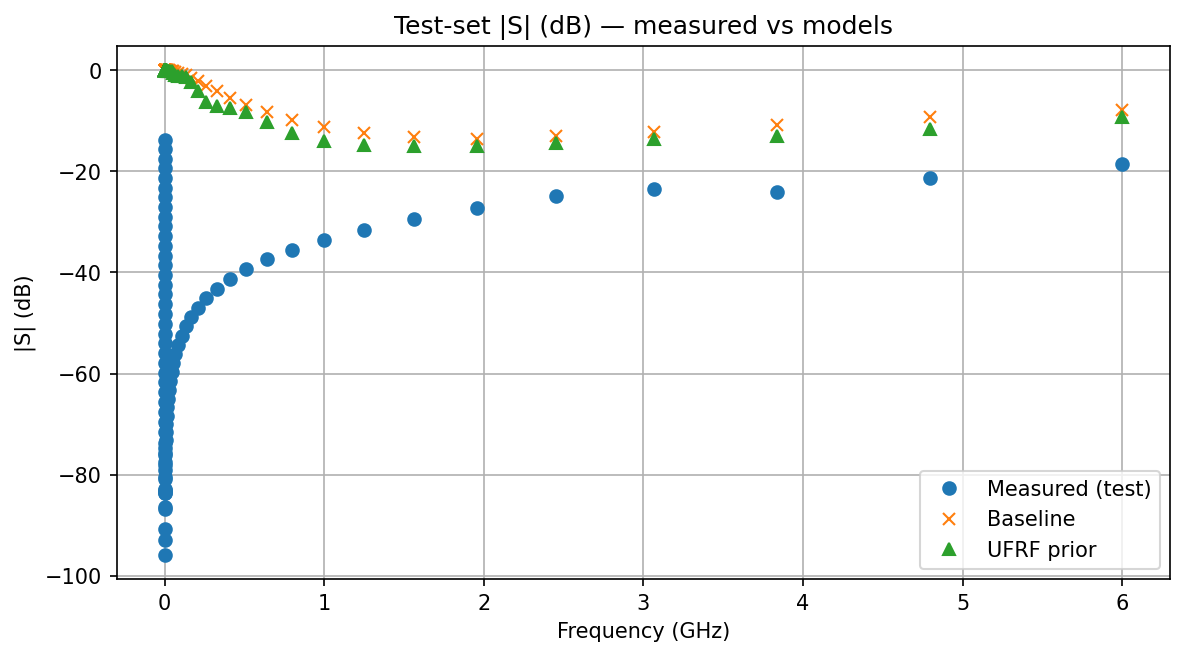 Test-set |S| (dB) — measured vs models
|S| (dB)
0
−20
−40
−60
−80
−100
Measured (test)
Baseline
UFRF prior
0 1 2 3 4 5 6
Frequency (GHz)